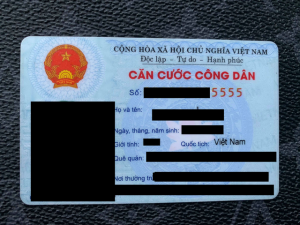 CỘNG HÒA XÃ HỘI CHỦ NGHĨA VIỆT NAM
Độc lập - Tự do - Hạnh phúc
CĂN CƯỚC CÔNG DÂN
Số: 5555
Họ và tên:
Ngày, tháng, năm sinh:
Giới tính: Quốc tịch: Việt Nam
Quê quán:
Nơi thường trú